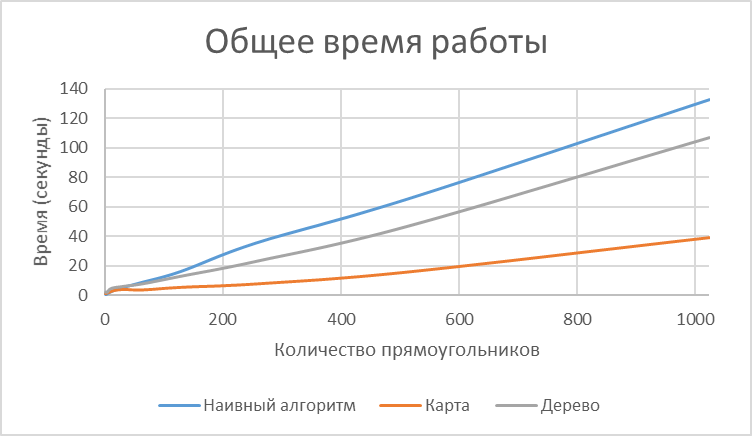 Общее время работы
140
120
100
80
60
40
20
0
Время (секунды)
0 200 400 600 800 1000
Количество прямоугольников
Наивный алгоритм Карта Дерево